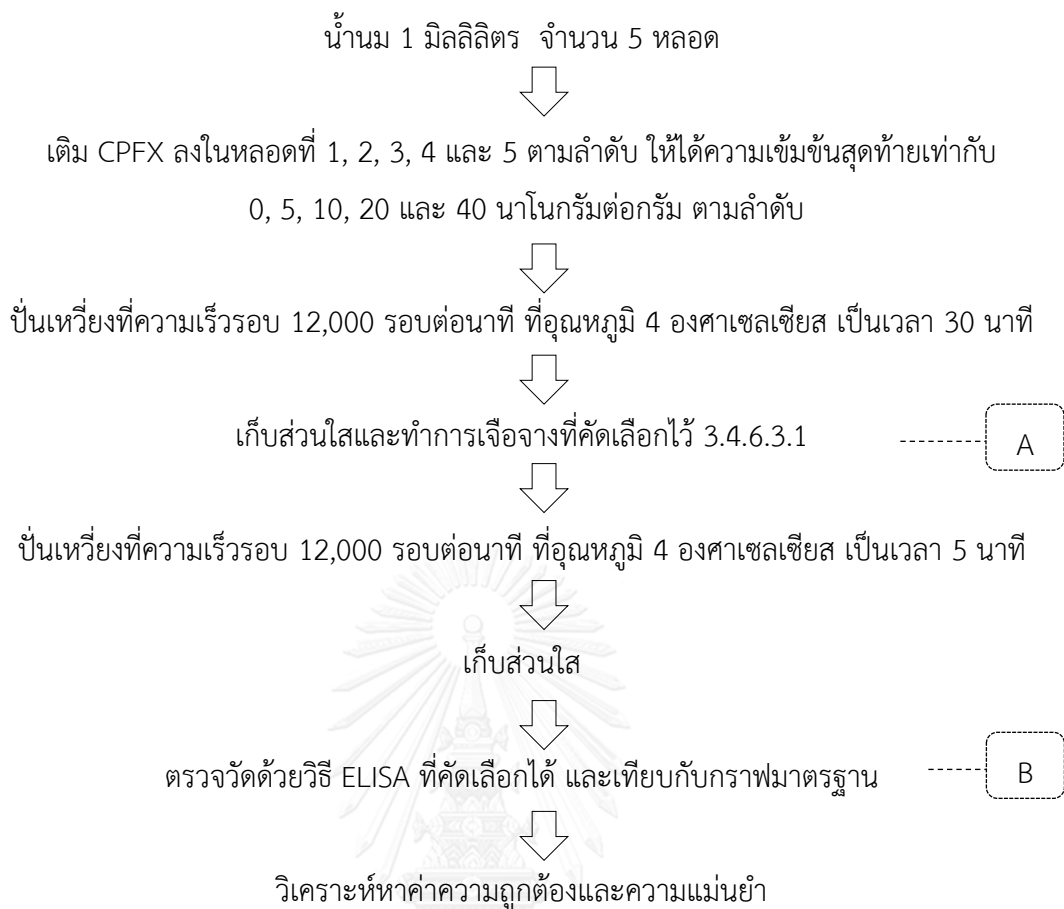 น้ำนม 1 มิลลิลิตร จำนวน 5 หลอด
เติม CPFX ลงในหลอดที่ 1, 2, 3, 4 และ 5 ตามลำดับ ให้ได้ความเข้มข้นสุดท้ายเท่ากับ
0, 5, 10, 20 และ 40 นาโนกรัมต่อกรัม ตามลำดับ
ปั่นเหวี่ยงที่ความเร็วรอบ 12,000 รอบต่อนาที ที่อุณหภูมิ 4 องศาเซลเซียส เป็นเวลา 30 นาที
เก็บส่วนใสและทำการเจือจางที่คัดเลือกไว้ 3.4.6.3.1
A
ปั่นเหวี่ยงที่ความเร็วรอบ 12,000 รอบต่อนาที ที่อุณหภูมิ 4 องศาเซลเซียส เป็นเวลา 5 นาที
เก็บส่วนใส
ตรวจวัดด้วยวิธี ELISA ที่คัดเลือกได้ และเทียบกับกราฟมาตรฐาน
B
วิเคราะห์หาค่าความถูกต้องและความแม่นยำ